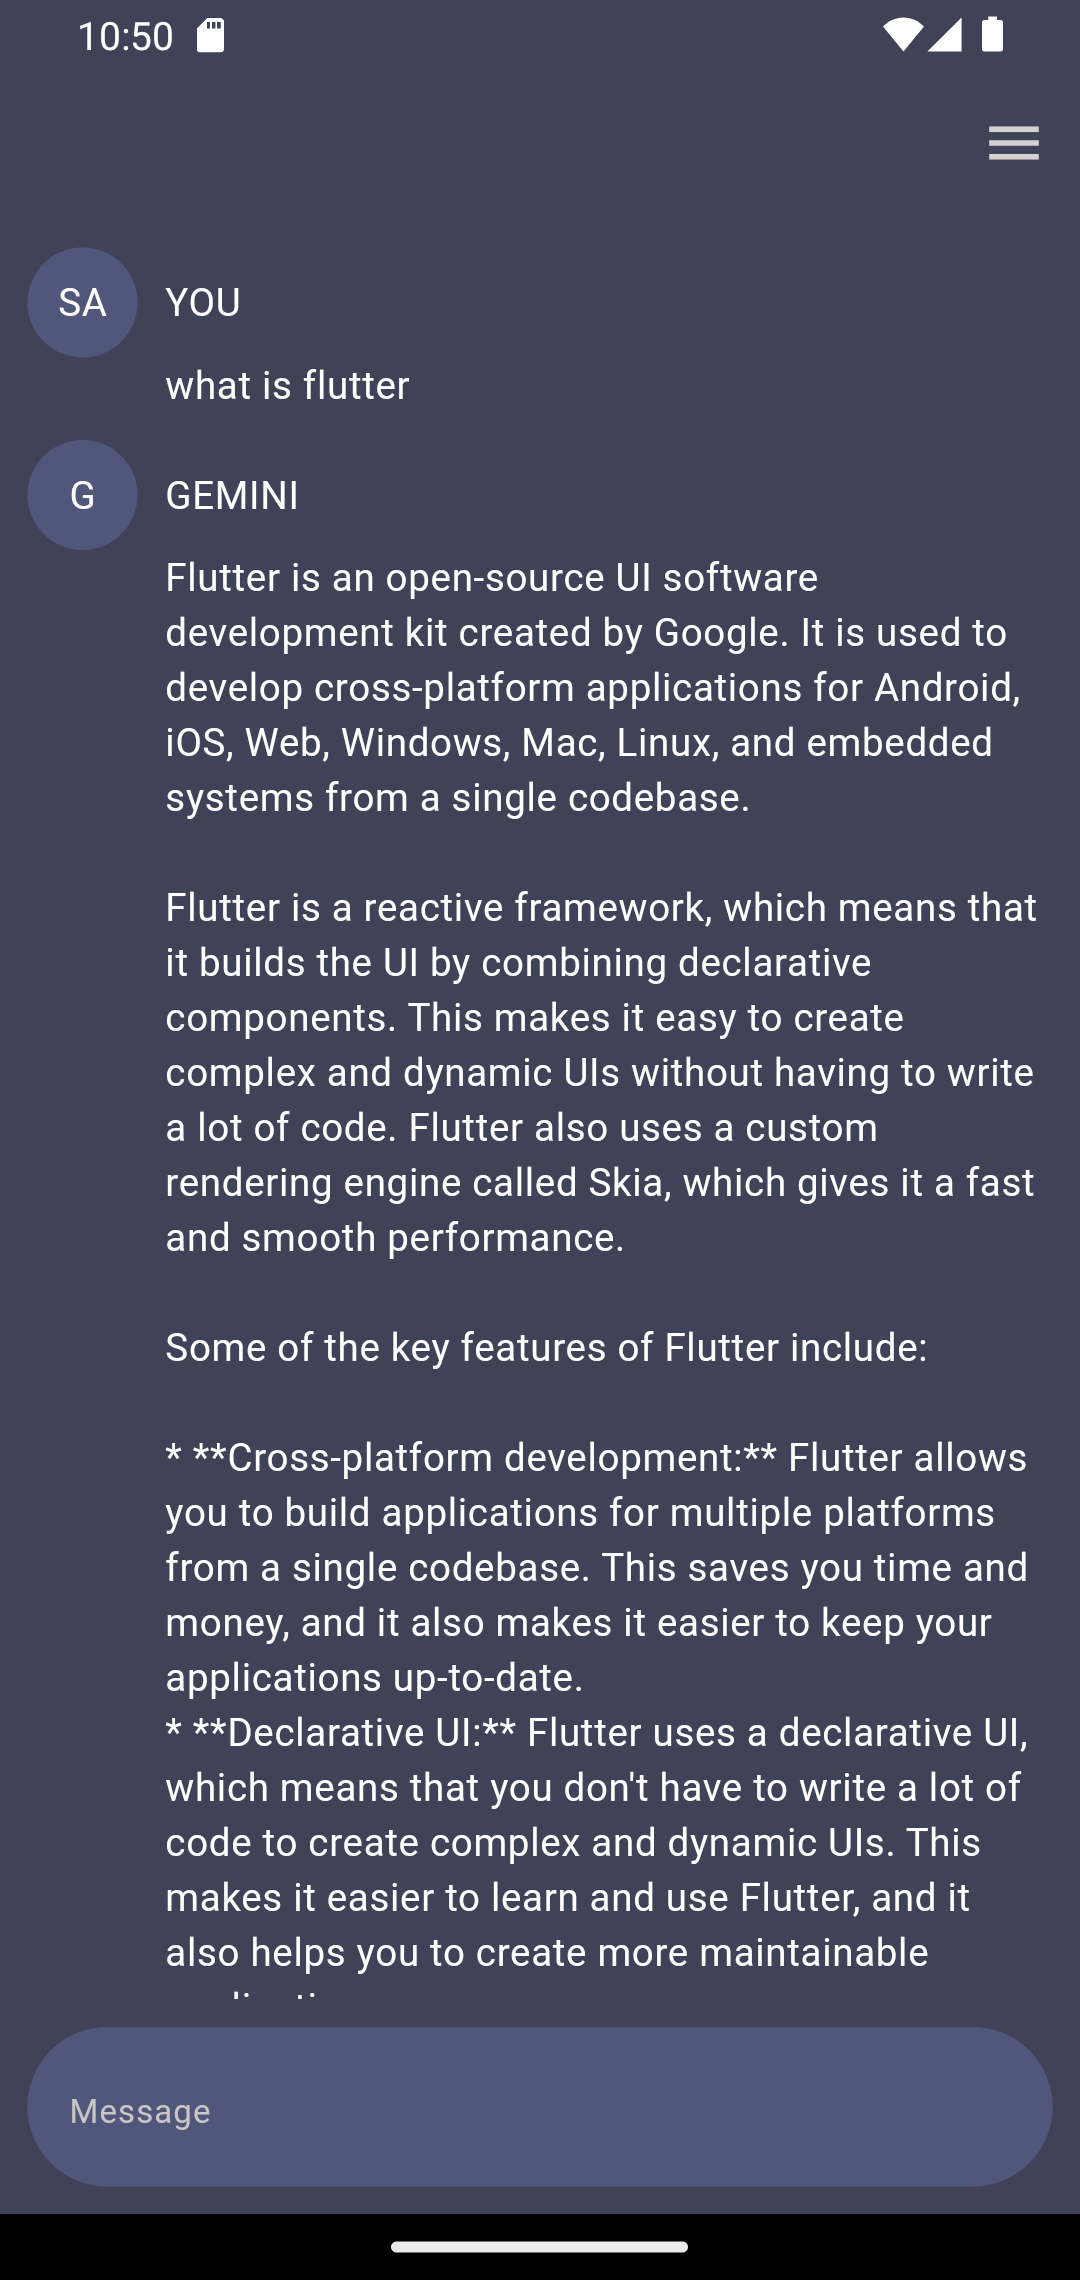 10:50
SA YOU
what is flutter
G GEMINI
Flutter is an open-source UI software
development kit created by Google. It is used to
develop cross-platform applications for Android,
iOS, Web, Windows, Mac, Linux, and embedded
systems from a single codebase.
Flutter is a reactive framework, which means that
it builds the UI by combining declarative
components. This makes it easy to create
complex and dynamic UIs without having to write
a lot of code. Flutter also uses a custom
rendering engine called Skia, which gives it a fast
and smooth performance.
Some of the key features of Flutter include:
* **Cross-platform development:** Flutter allows
you to build applications for multiple platforms
from a single codebase. This saves you time and
money, and it also makes it easier to keep your
applications up-to-date.
* **Declarative UI:** Flutter uses a declarative UI,
which means that you don't have to write a lot of
code to create complex and dynamic UIs. This
makes it easier to learn and use Flutter, and it
also helps you to create more maintainable
Message